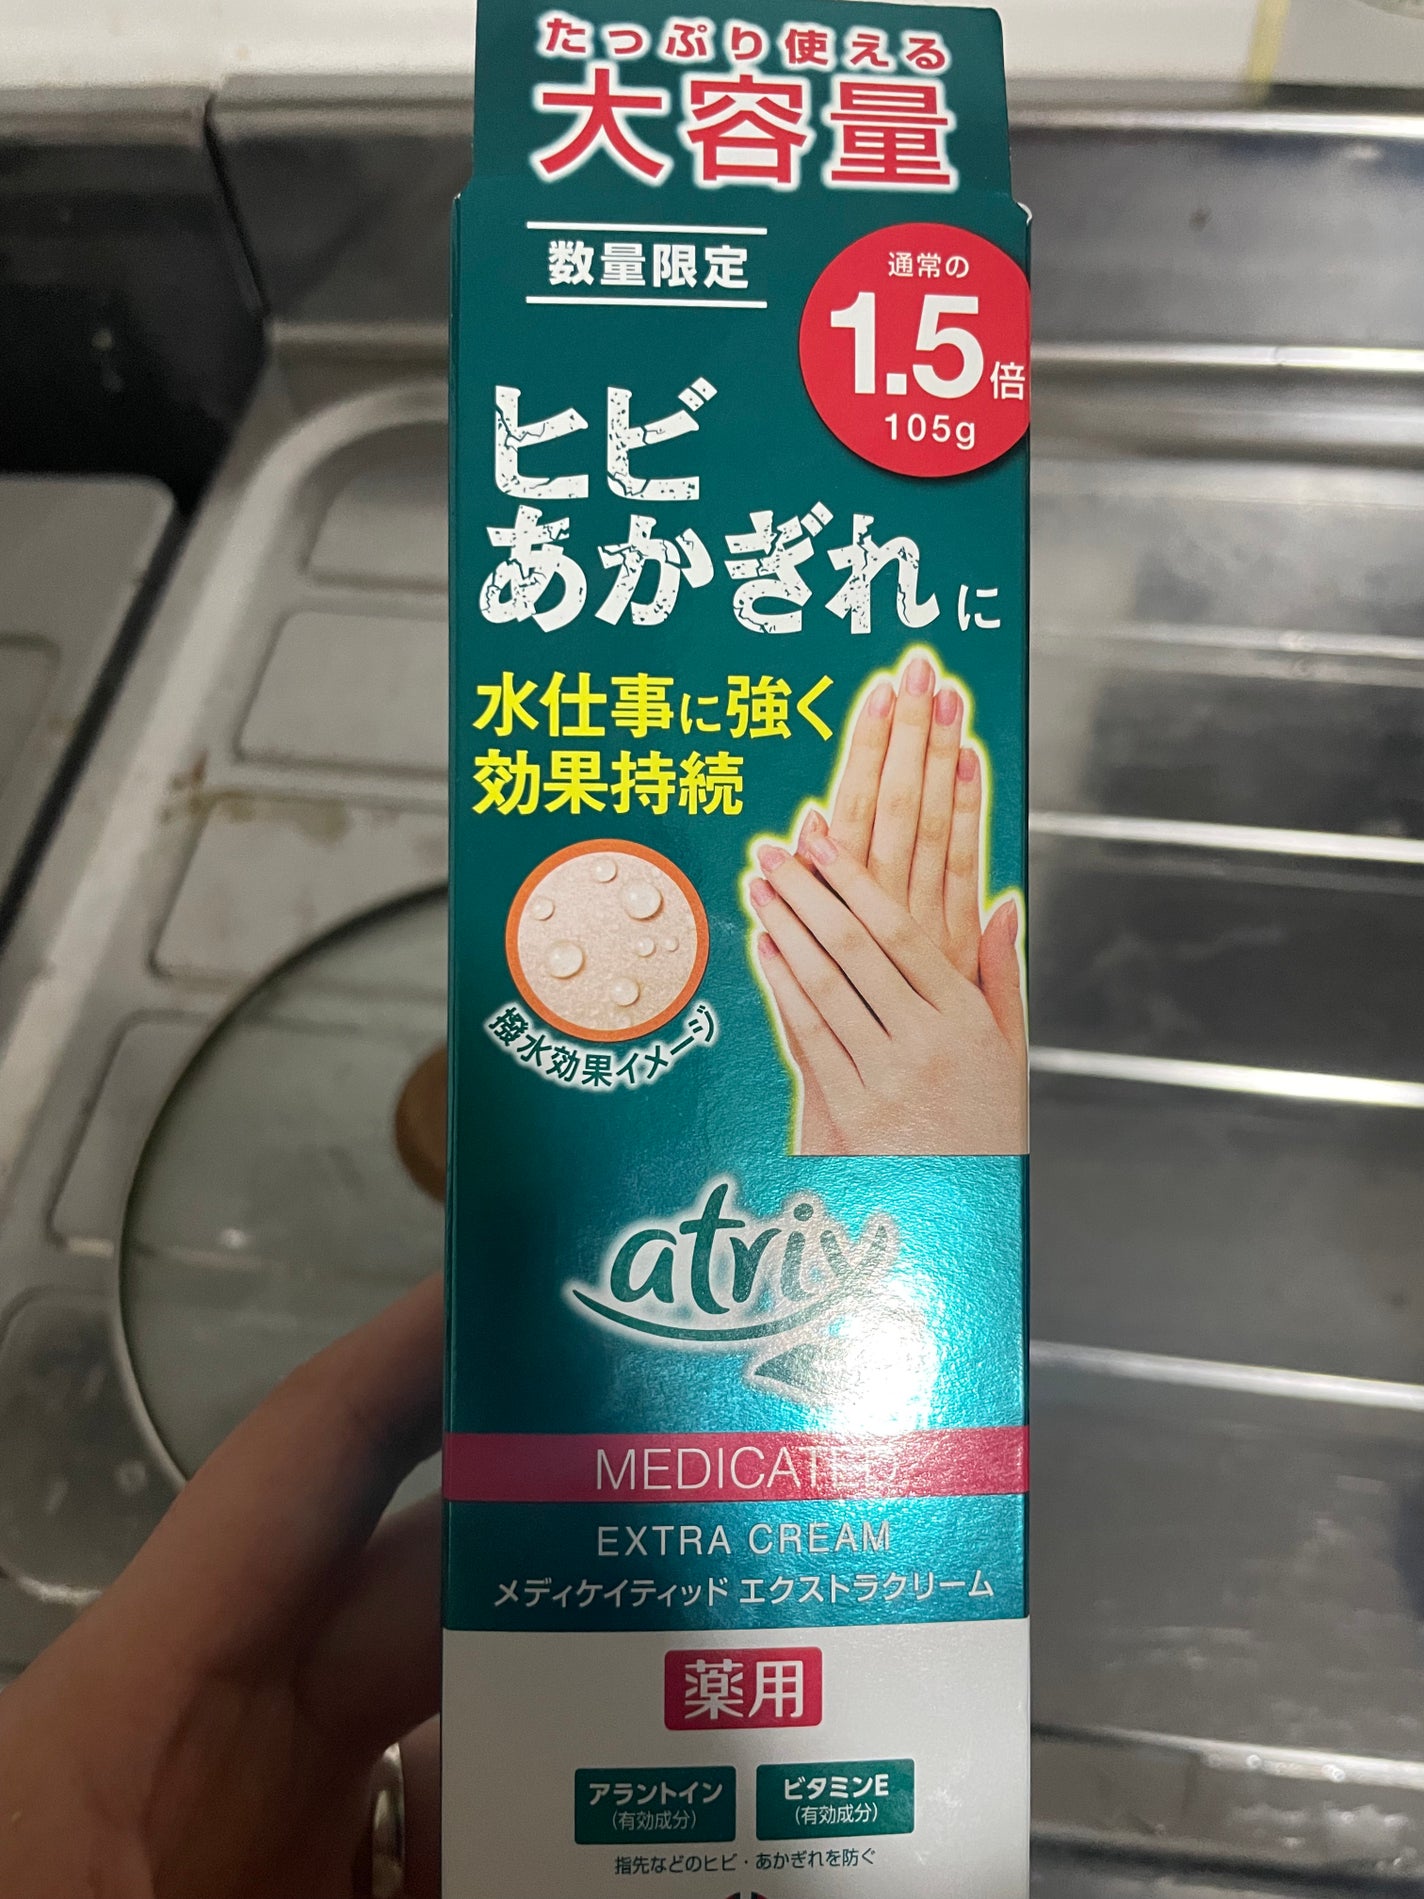 たっぷり使える
大容量
数量限定
通常の
1.5倍
105g
ヒビ
あかぎれに
水仕事に強く
効果持続
撥水効果イメージ
atrix
MEDICATED
EXTRA CREAM
メディケイティッド エクストラクリーム
薬用
アラントイン
(有効成分)
ビタミンE
(有効成分)
指先などのヒビ・あかぎれを防ぐ